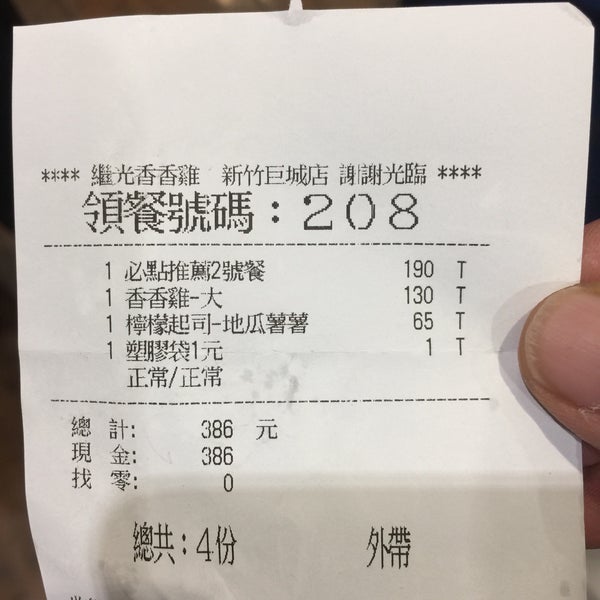 **** 繼光香香雞 新竹巨城店 謝謝光臨 ****
領餐號碼：208
1 必點推薦2號餐 190 T
1 香香雞-大 130 T
1 檸檬起司-地瓜薯薯 65 T
1 塑膠袋1元 1 T
正常/正常
總 計: 386 元
現 金: 386
找 零: 0
總共：4份 外帶